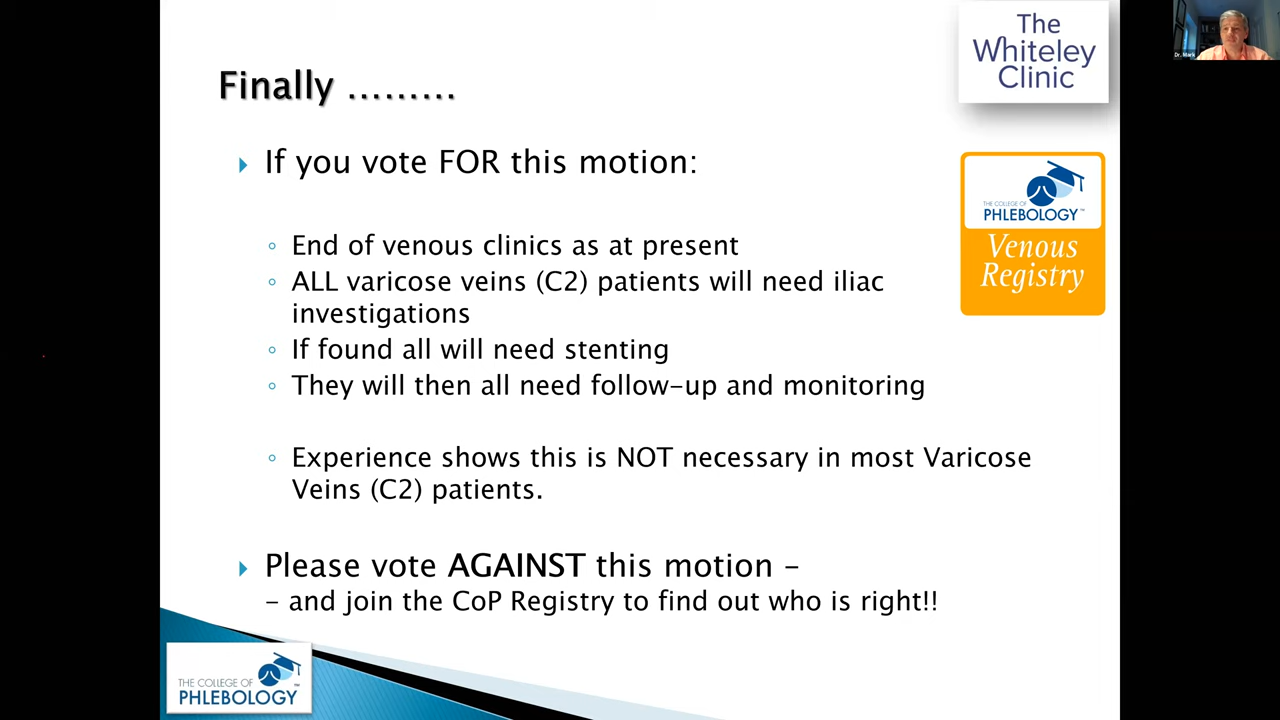 The
Whiteley
Clinic
Dr. Mark
Finally .........
If you vote FOR this motion:
THE COLLEGE OF
PHLEBOLOGY™
Venous
Registry
End of venous clinics as at present
ALL varicose veins (C2) patients will need iliac
investigations
If found all will need stenting
They will then all need follow-up and monitoring
Experience shows this is NOT necessary in most Varicose
Veins (C2) patients.
Please vote AGAINST this motion –
– and join the CoP Registry to find out who is right!!
THE COLLEGE OF
PHLEBOLOGY™